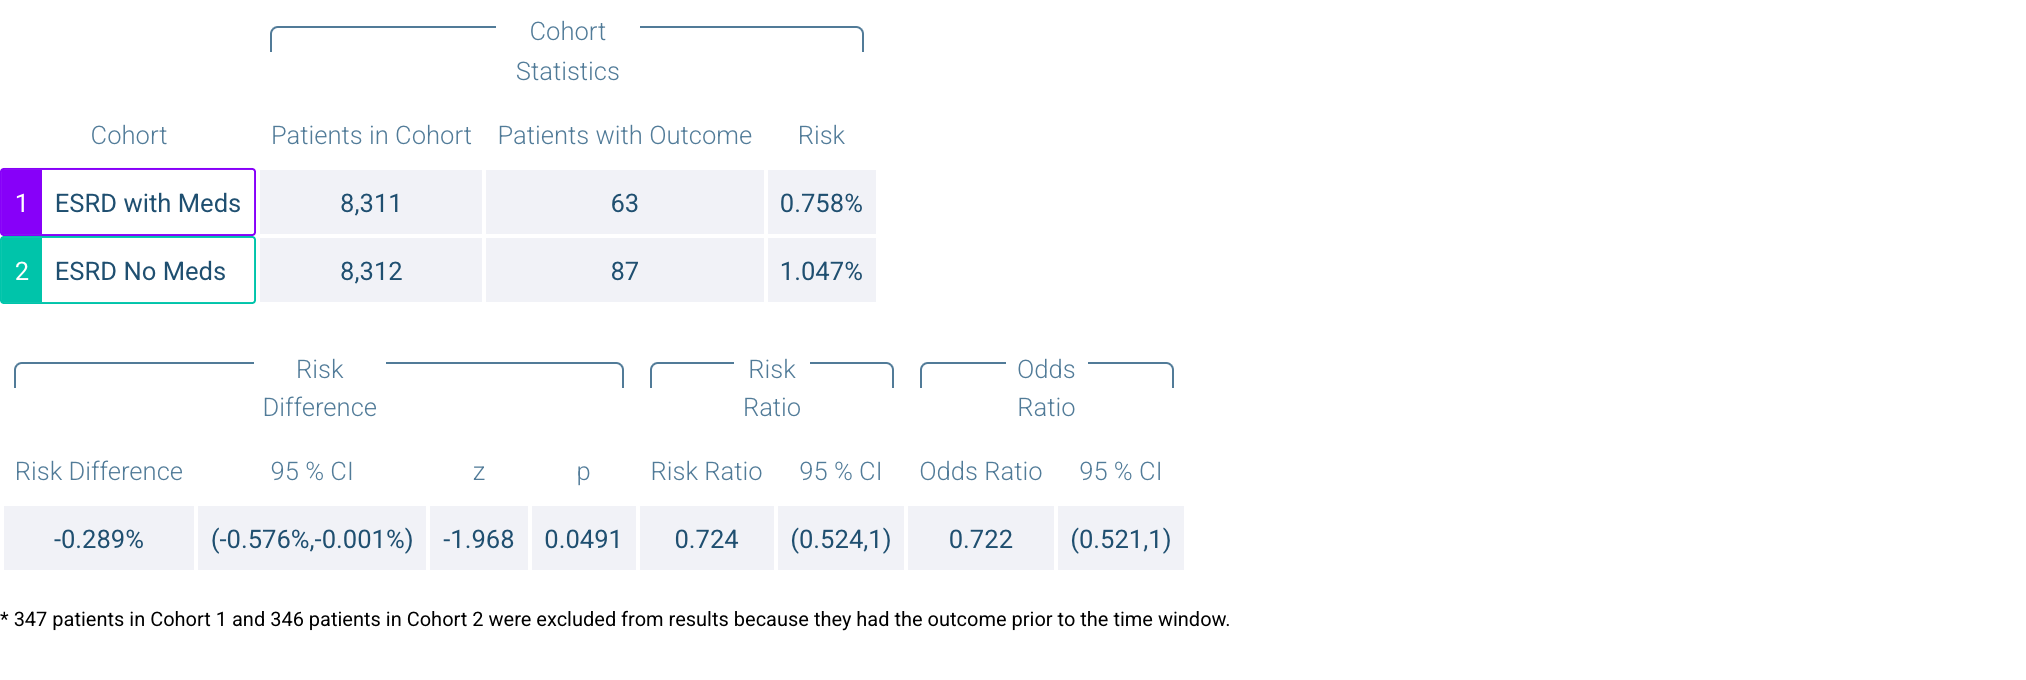 Cohort
Statistics
Cohort Patients in Cohort Patients with Outcome Risk
1 ESRD with Meds 8,311 63 0.758%
2 ESRD No Meds 8,312 87 1.047%
Risk Risk Odds
Difference Ratio Ratio
Risk Difference 95 % CI z p Risk Ratio 95 % CI Odds Ratio 95 % CI
-0.289% (-0.576%,-0.001%) -1.968 0.0491 0.724 (0.524,1) 0.722 (0.521,1)
* 347 patients in Cohort 1 and 346 patients in Cohort 2 were excluded from results because they had the outcome prior to the time window.